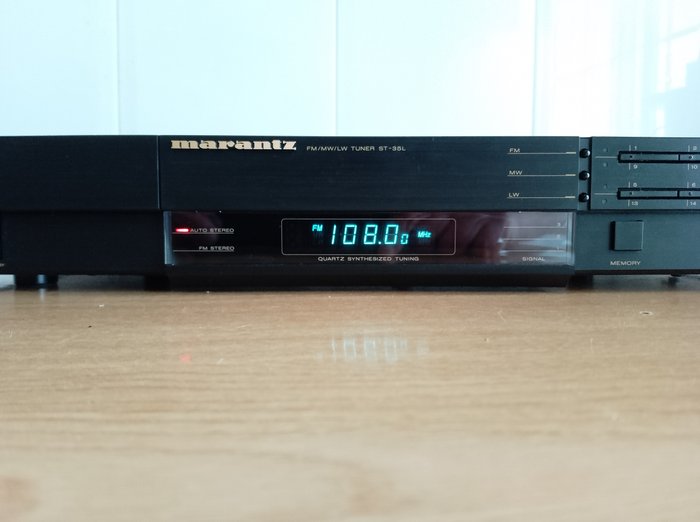 marantz FM/MW/LW TUNER ST-35L
FM
MW
LW
1 2
9 10
5 6
13 14
AUTO STEREO
FM STEREO
FM 108.00 MHz
QUARTZ SYNTHESIZED TUNING
SIGNAL
MEMORY